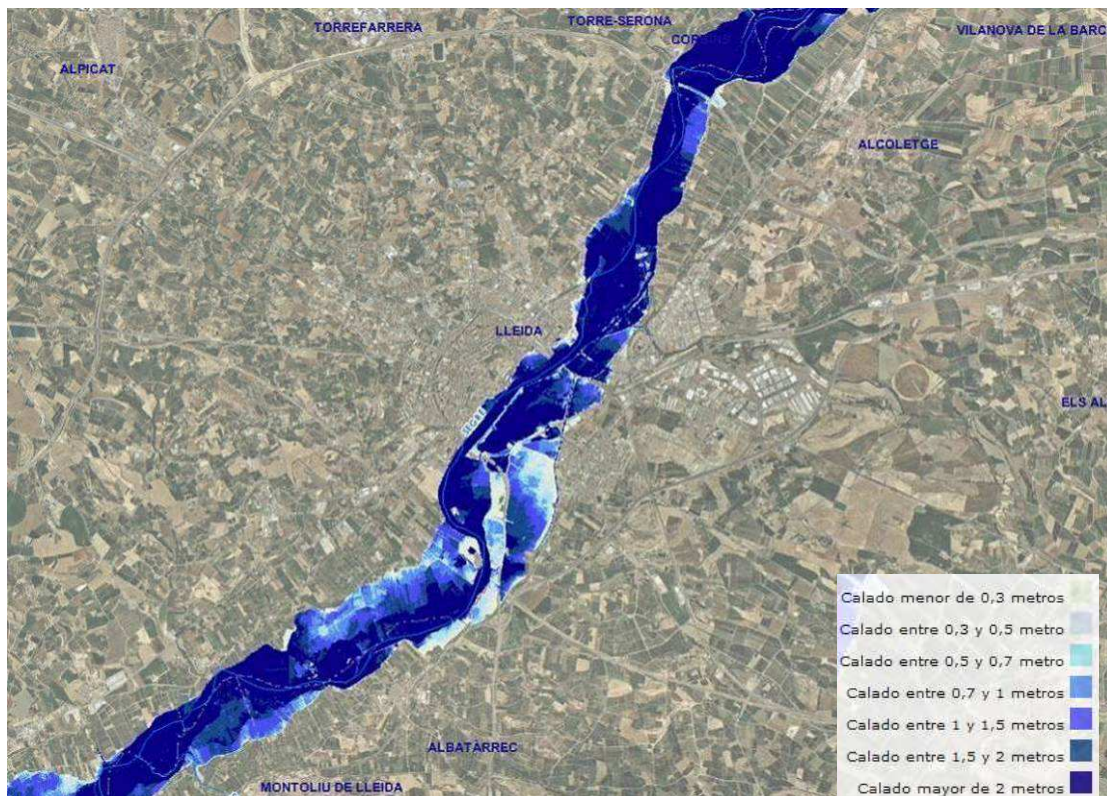 TORREFARRERA
TORRE-SERONA
CORBINS
VILANOVA DE LA BARC
ALPICAT
ALCOLETGE
LLEIDA
ELS AL
SEGRE
ALBATÀRREC
MONTOLIU DE LLEIDA
Calado menor de 0,3 metros
Calado entre 0,3 y 0,5 metro
Calado entre 0,5 y 0,7 metro
Calado entre 0,7 y 1 metros
Calado entre 1 y 1,5 metros
Calado entre 1,5 y 2 metros
Calado mayor de 2 metros